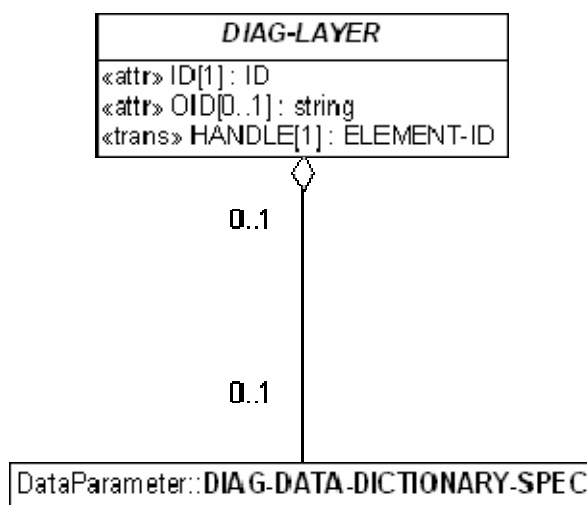 DIAG-LAYER
«attr» ID[1] : ID
«attr» OID[0..1] : string
«trans» HANDLE[1] : ELEMENT-ID
0..1
0..1
DataParameter::DIAG-DATA-DICTIONARY-SPEC